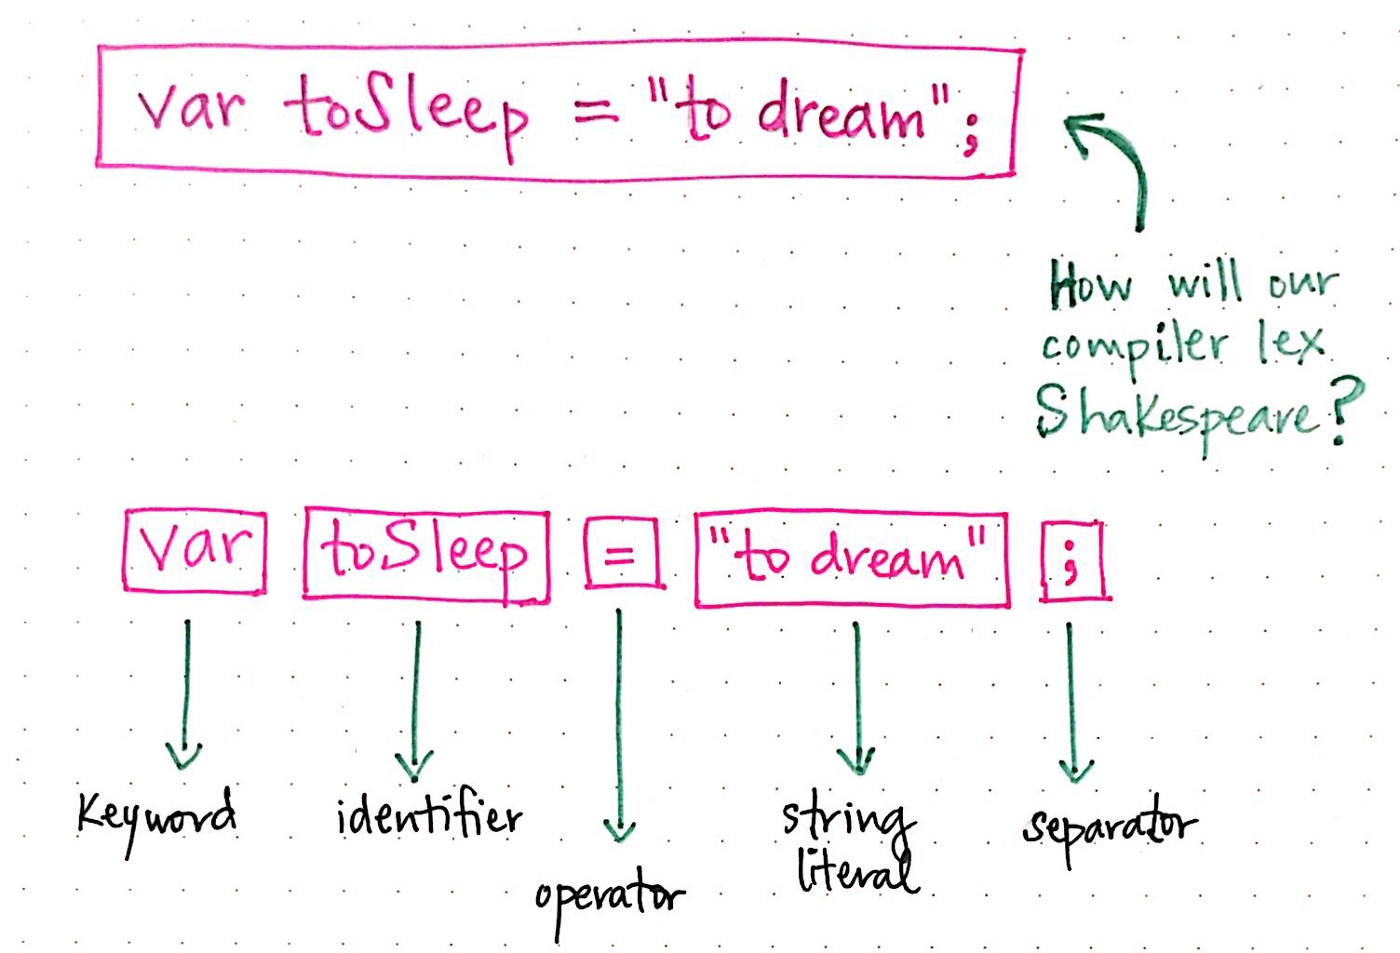 var toSleep = "to dream";
How will our
compiler lex
Shakespeare?
var toSleep = "to dream" ;
Keyword identifier operator string literal separator